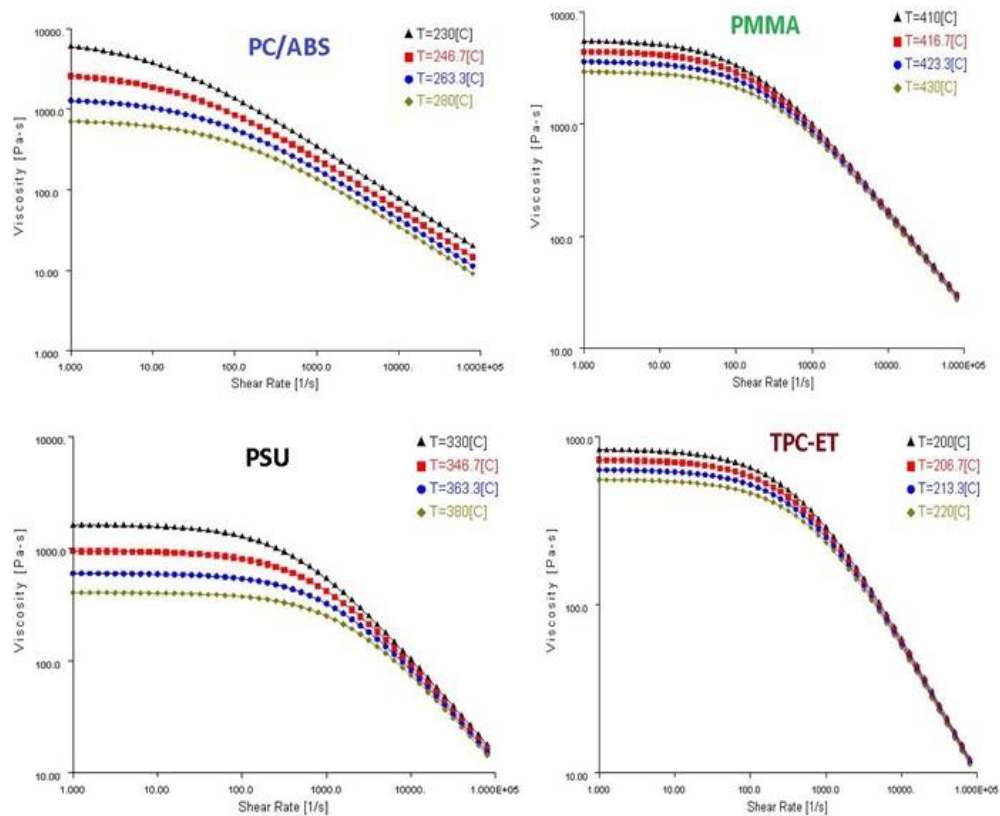 PC/ABS
T=230[C]
T=246.7[C]
T=263.3[C]
T=280[C]
Viscosity [Pa-s]
10000.
1000.0
100.0
10.00
1.000
1.000 10.00 100.0 1000.0 10000. 1.000E+05
Shear Rate [1/s]
PMMA
T=410[C]
T=416.7[C]
T=423.3[C]
T=430[C]
Viscosity [Pa-s]
10000.
1000.0
100.0
10.00
1.000 10.00 100.0 1000.0 10000. 1.000E+05
Shear Rate [1/s]
PSU
T=330[C]
T=346.7[C]
T=363.3[C]
T=380[C]
Viscosity [Pa-s]
10000.
1000.0
100.0
10.00
1.000 10.00 100.0 1000.0 10000. 1.000E+05
Shear Rate [1/s]
TPC-ET
T=200[C]
T=206.7[C]
T=213.3[C]
T=220[C]
Viscosity [Pa-s]
1000.0
100.0
10.00
1.000 10.00 100.0 1000.0 10000. 1.000E+05
Shear Rate [1/s]